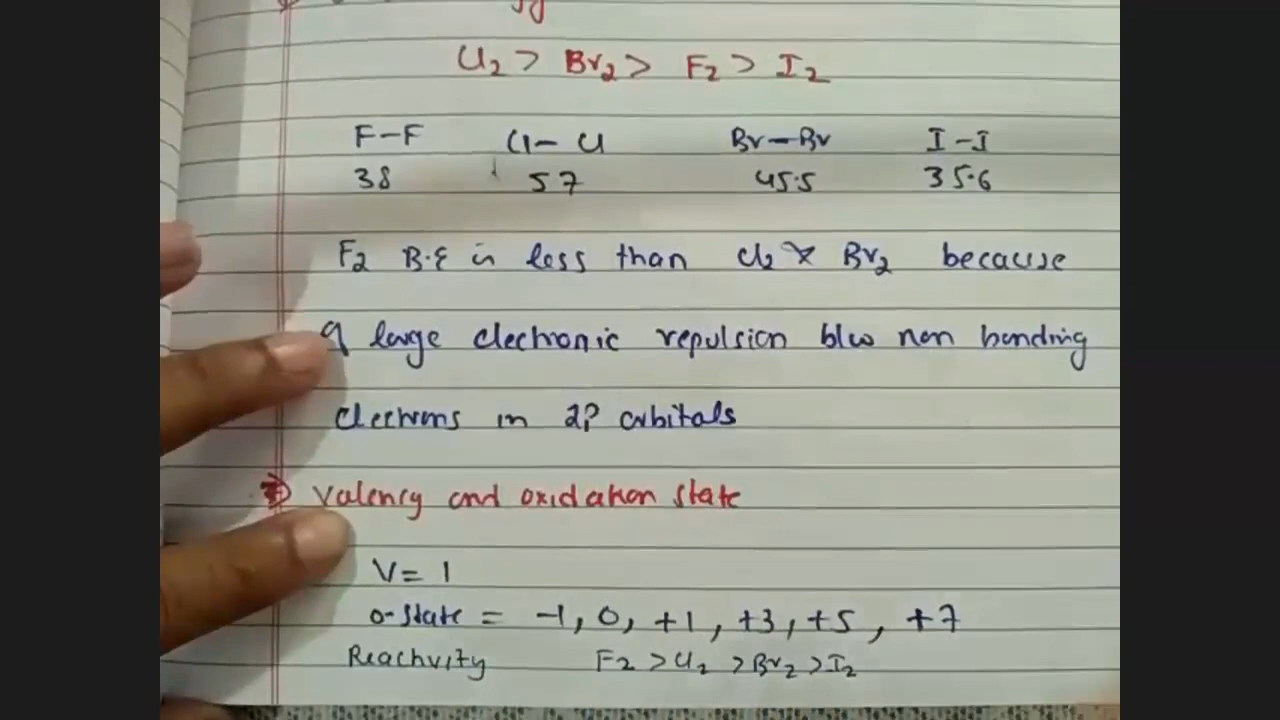 Cl2 > Br2 > F2 > I2
F-F Cl-Cl Br-Br I-I
38 57 45.5 35.6
F2 B.E is less than Cl2 & Br2 because
of large electronic repulsion b/w non bonding
electrons in 2P orbitals
Valency and oxidation state
V= 1
o-state = -1, 0, +1, +3, +5, +7
Reactivity F2 > Cl2 > Br2 > I2